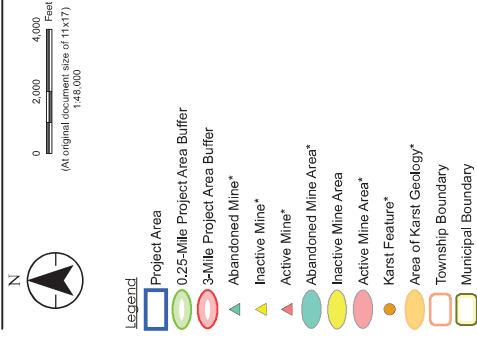 N
0 2,000 4,000 Feet
(At original document size of 11x17)
1:48,000
Legend
Project Area
0.25-Mile Project Area Buffer
3-Mile Project Area Buffer
Abandoned Mine*
Inactive Mine*
Active Mine*
Abandoned Mine Area*
Inactive Mine Area
Active Mine Area*
Karst Feature*
Area of Karst Geology*
Township Boundary
Municipal Boundary